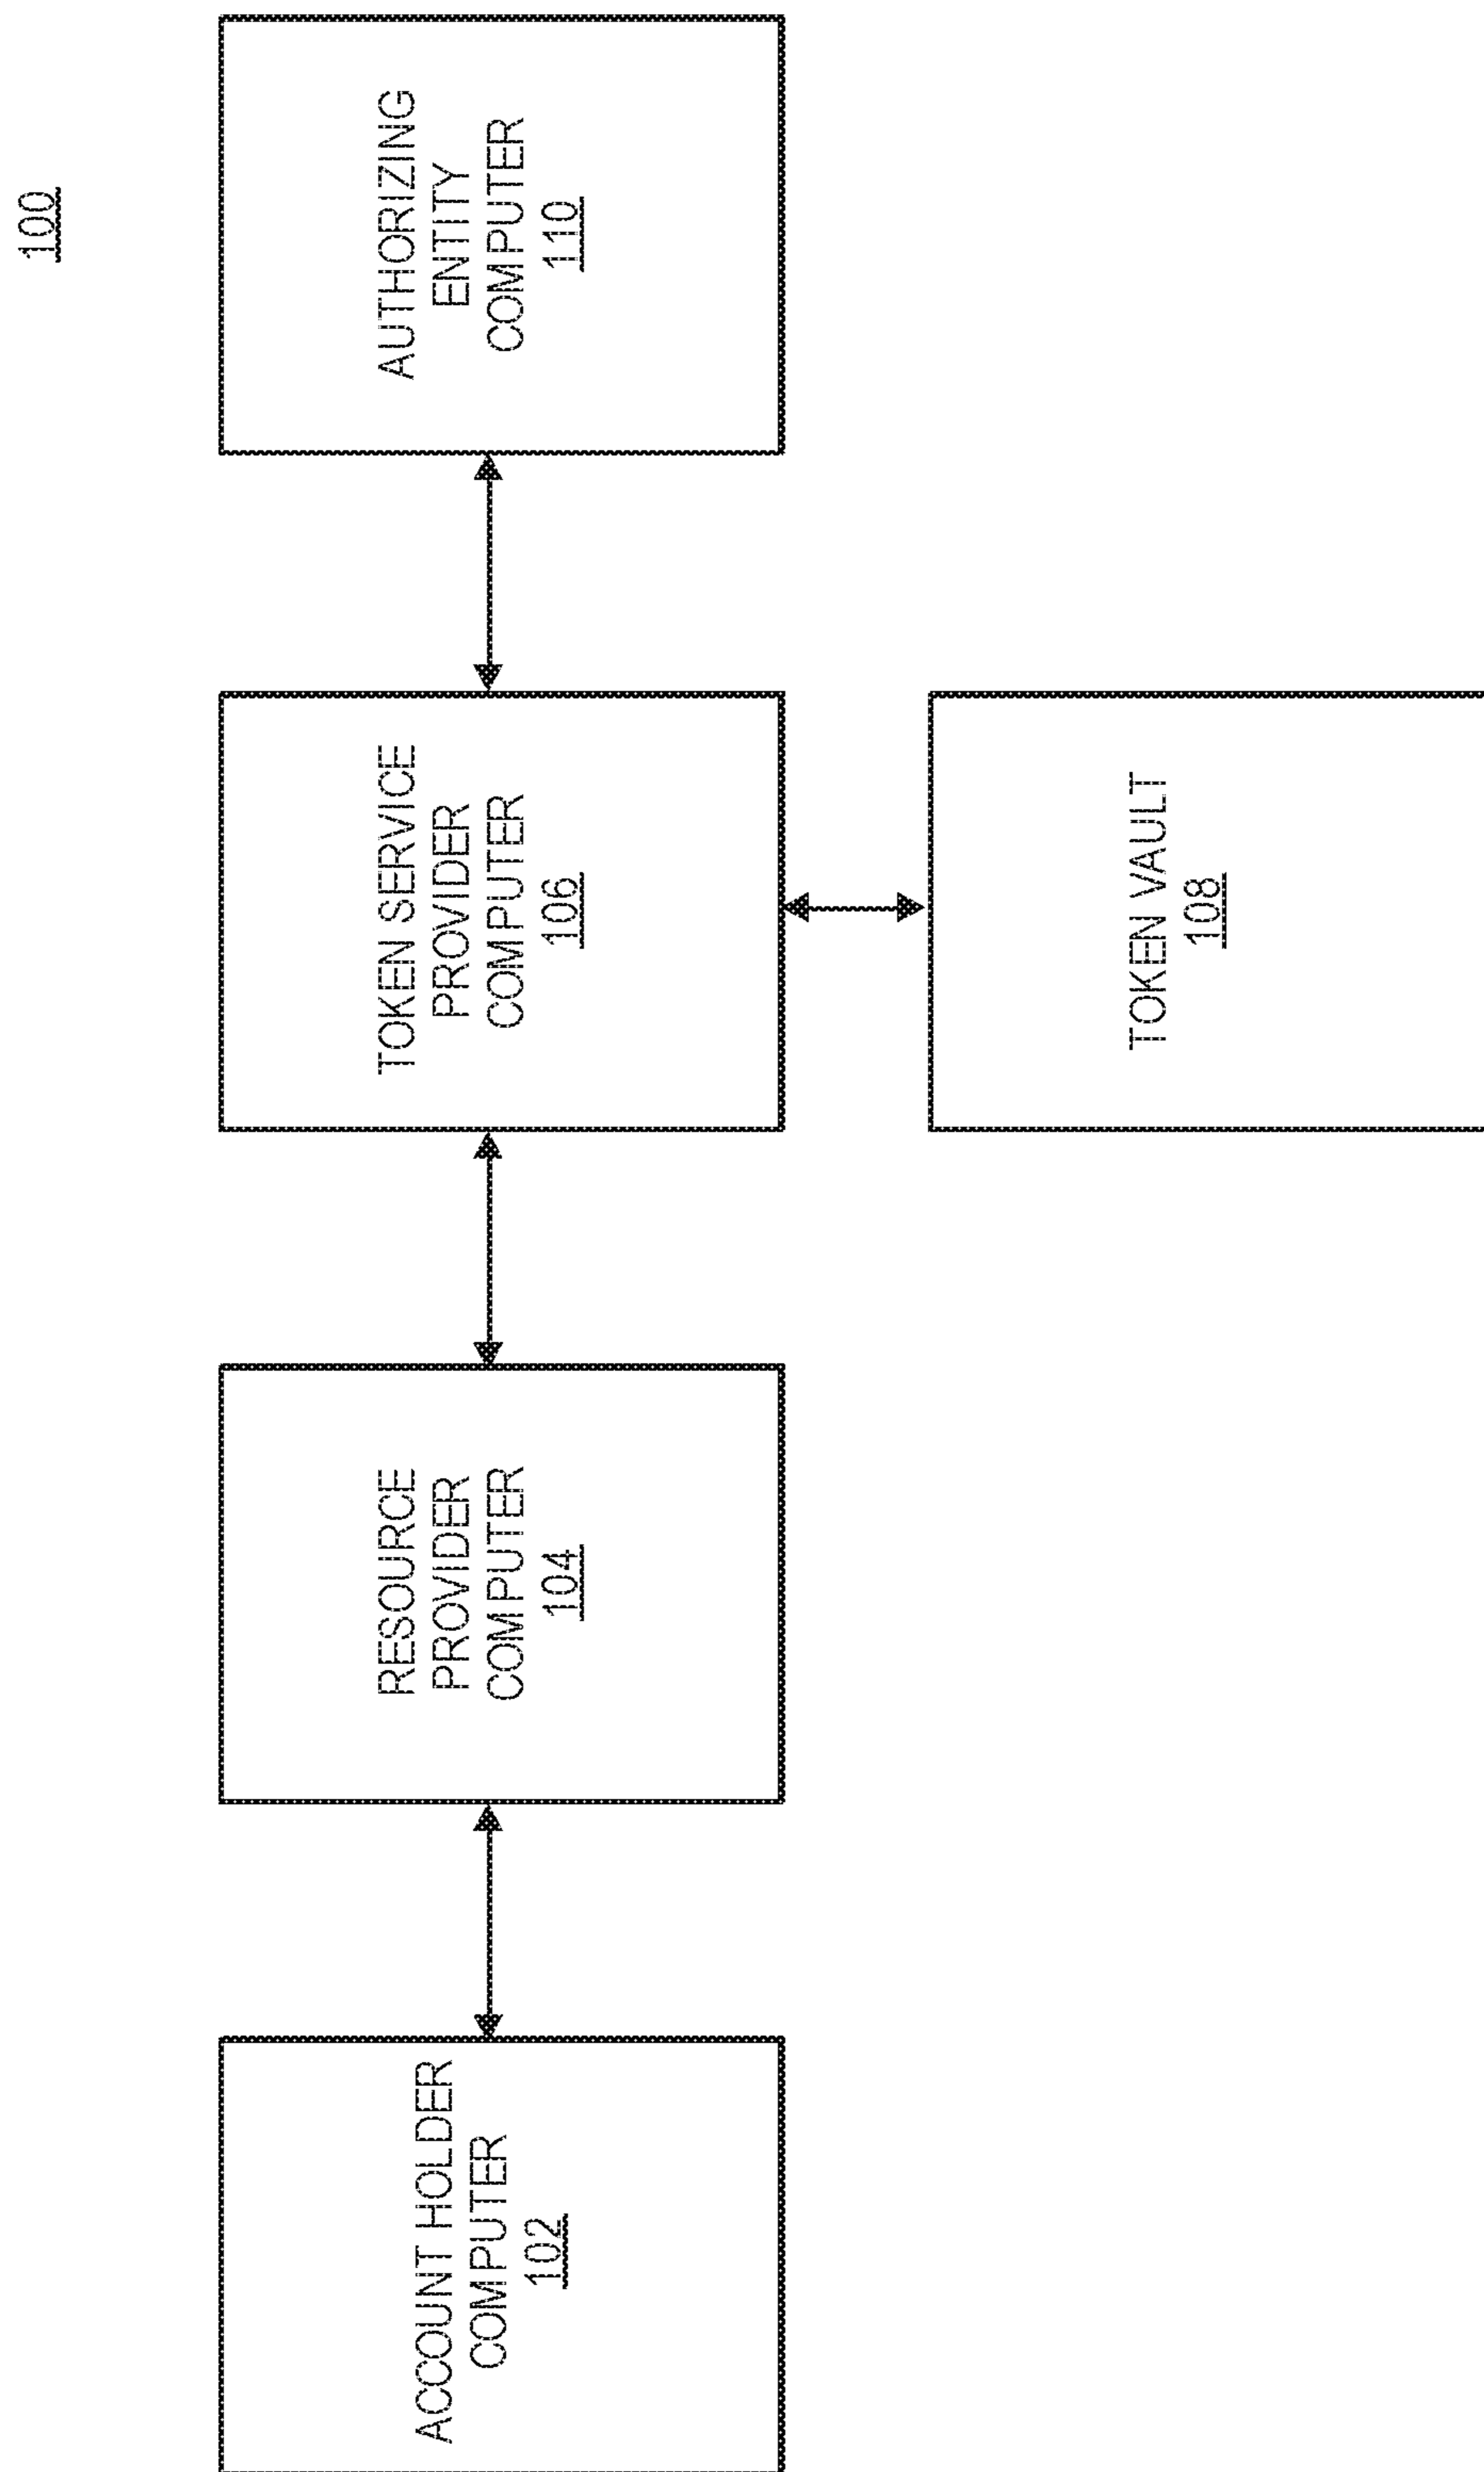 100
ACCOUNT HOLDER
COMPUTER
102
RESOURCE
PROVIDER
COMPUTER
104
TOKEN SERVICE
PROVIDER
COMPUTER
106
AUTHORIZING
ENTITY
COMPUTER
110
TOKEN VAULT
108